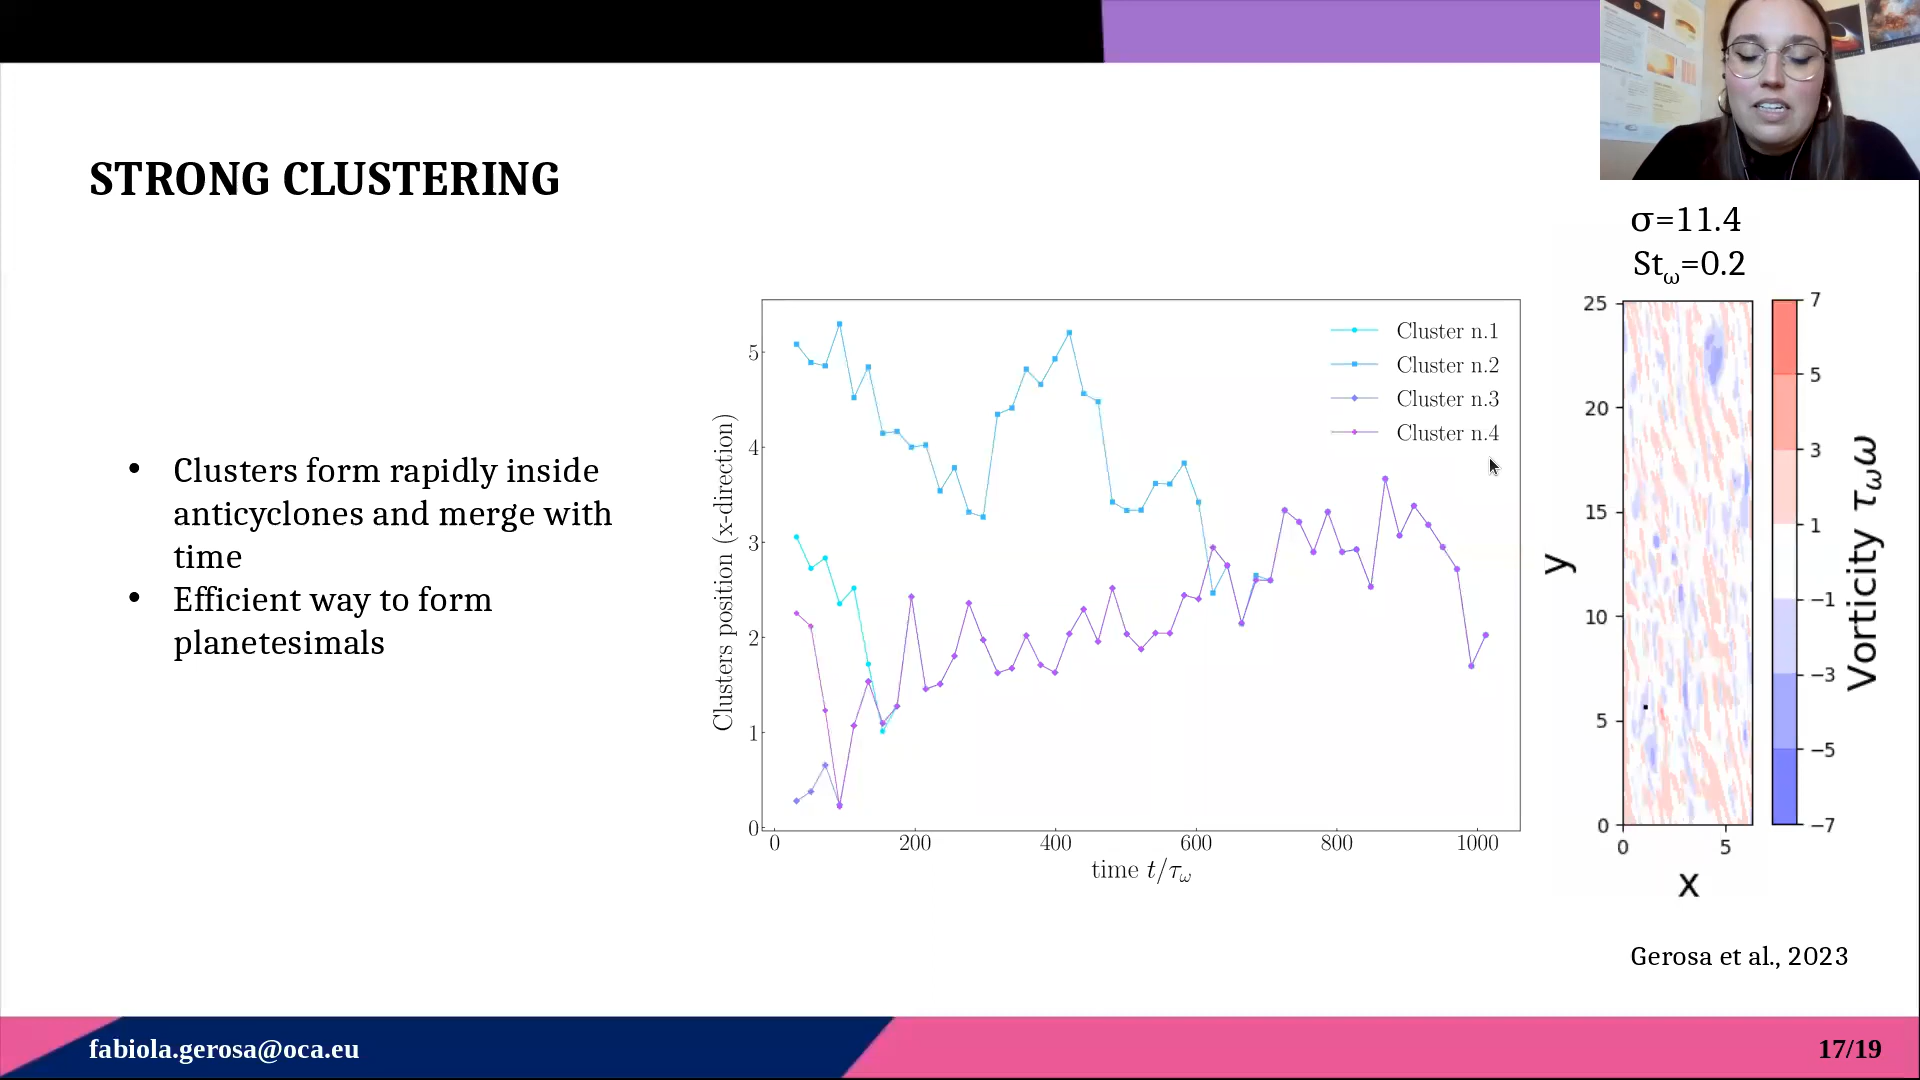 STRONG CLUSTERING
• Clusters form rapidly inside
anticyclones and merge with
time
• Efficient way to form
planetesimals
Clusters position (x-direction)
5
4
3
2
1
0
0 200 400 600 800 1000
time t/τω
Cluster n.1
Cluster n.2
Cluster n.3
Cluster n.4
σ=11.4
Stω=0.2
y
25
20
15
10
5
0
0 5
x
7
5
3
1
−1
−3
−5
−7
Vorticity τωω
Gerosa et al., 2023
fabiola.gerosa@oca.eu
17/19